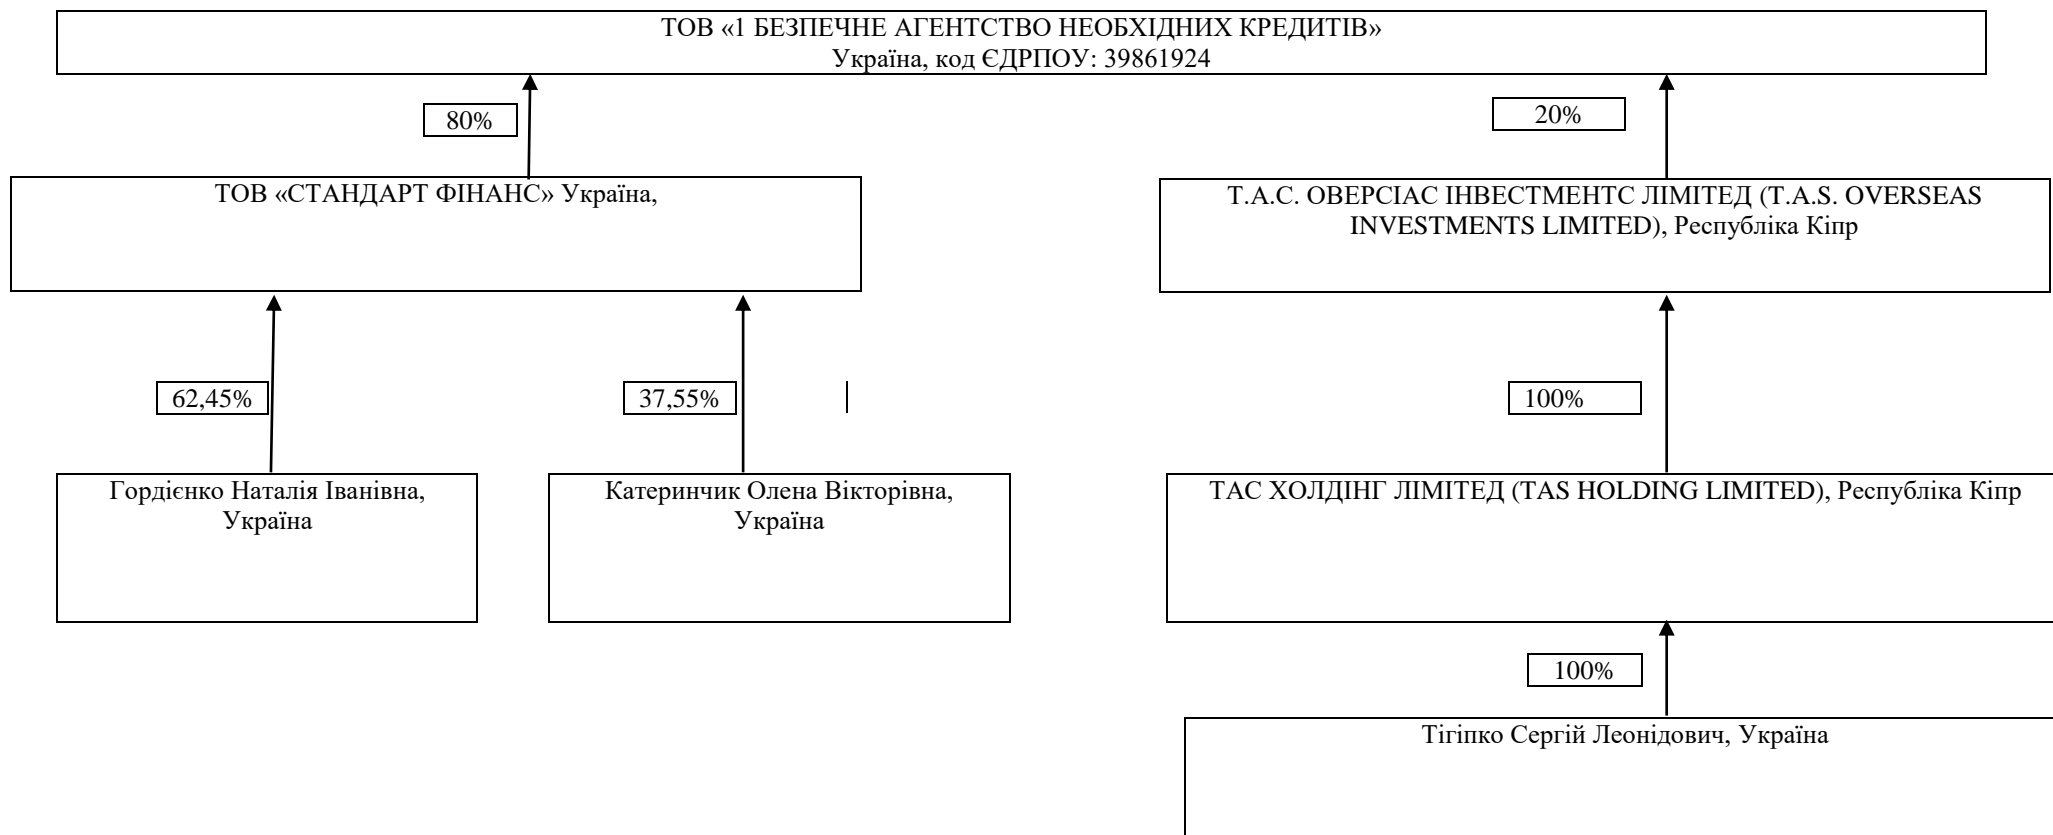 ТОВ «1 БЕЗПЕЧНЕ АГЕНТСТВО НЕОБХІДНИХ КРЕДИТІВ»
Україна, код ЄДРПОУ: 39861924
80%
20%
ТОВ «СТАНДАРТ ФІНАНС» Україна,
Т.А.С. ОВЕРСІАС ІНВЕСТМЕНТС ЛІМІТЕД (T.A.S. OVERSEAS
INVESTMENTS LIMITED), Республіка Кіпр
62,45%
37,55%
100%
Гордієнко Наталія Іванівна,
Україна
Катеринчик Олена Вікторівна,
Україна
ТАС ХОЛДІНГ ЛІМІТЕД (TAS HOLDING LIMITED), Республіка Кіпр
100%
Тігіпко Сергій Леонідович, Україна